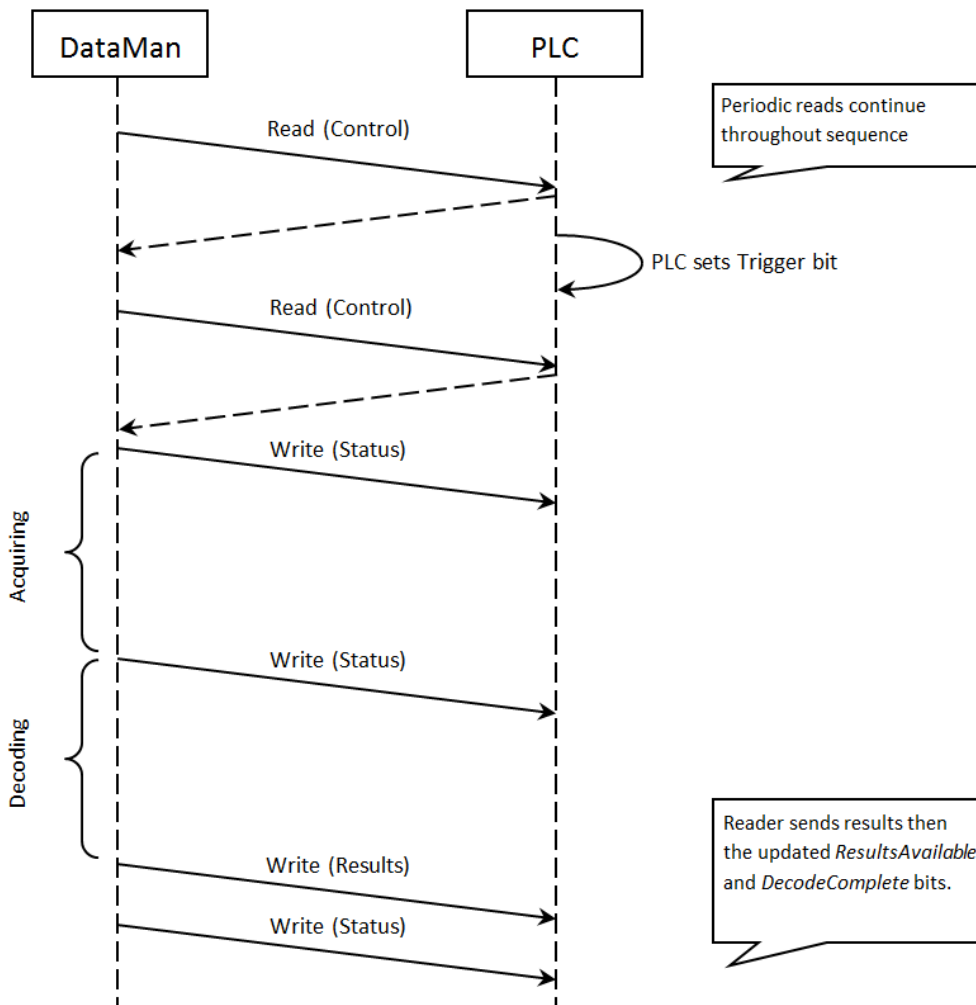 DataMan
PLC
Periodic reads continue
throughout sequence
Read (Control)
PLC sets Trigger bit
Read (Control)
Write (Status)
Acquiring
Write (Status)
Decoding
Reader sends results then
the updated ResultsAvailable
and DecodeComplete bits.
Write (Results)
Write (Status)